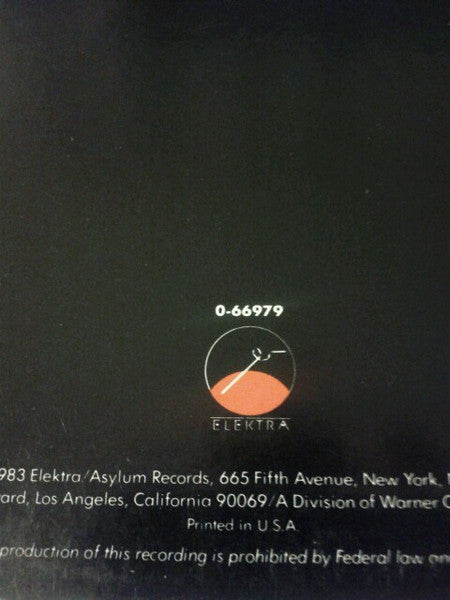 0-66979
ELEKTRA
983 Elektra/Asylum Records, 665 Fifth Avenue, New York,
ard, Los Angeles, California 90069/A Division of Warner C
Printed in U.S.A.
production of this recording is prohibited by Federal law and